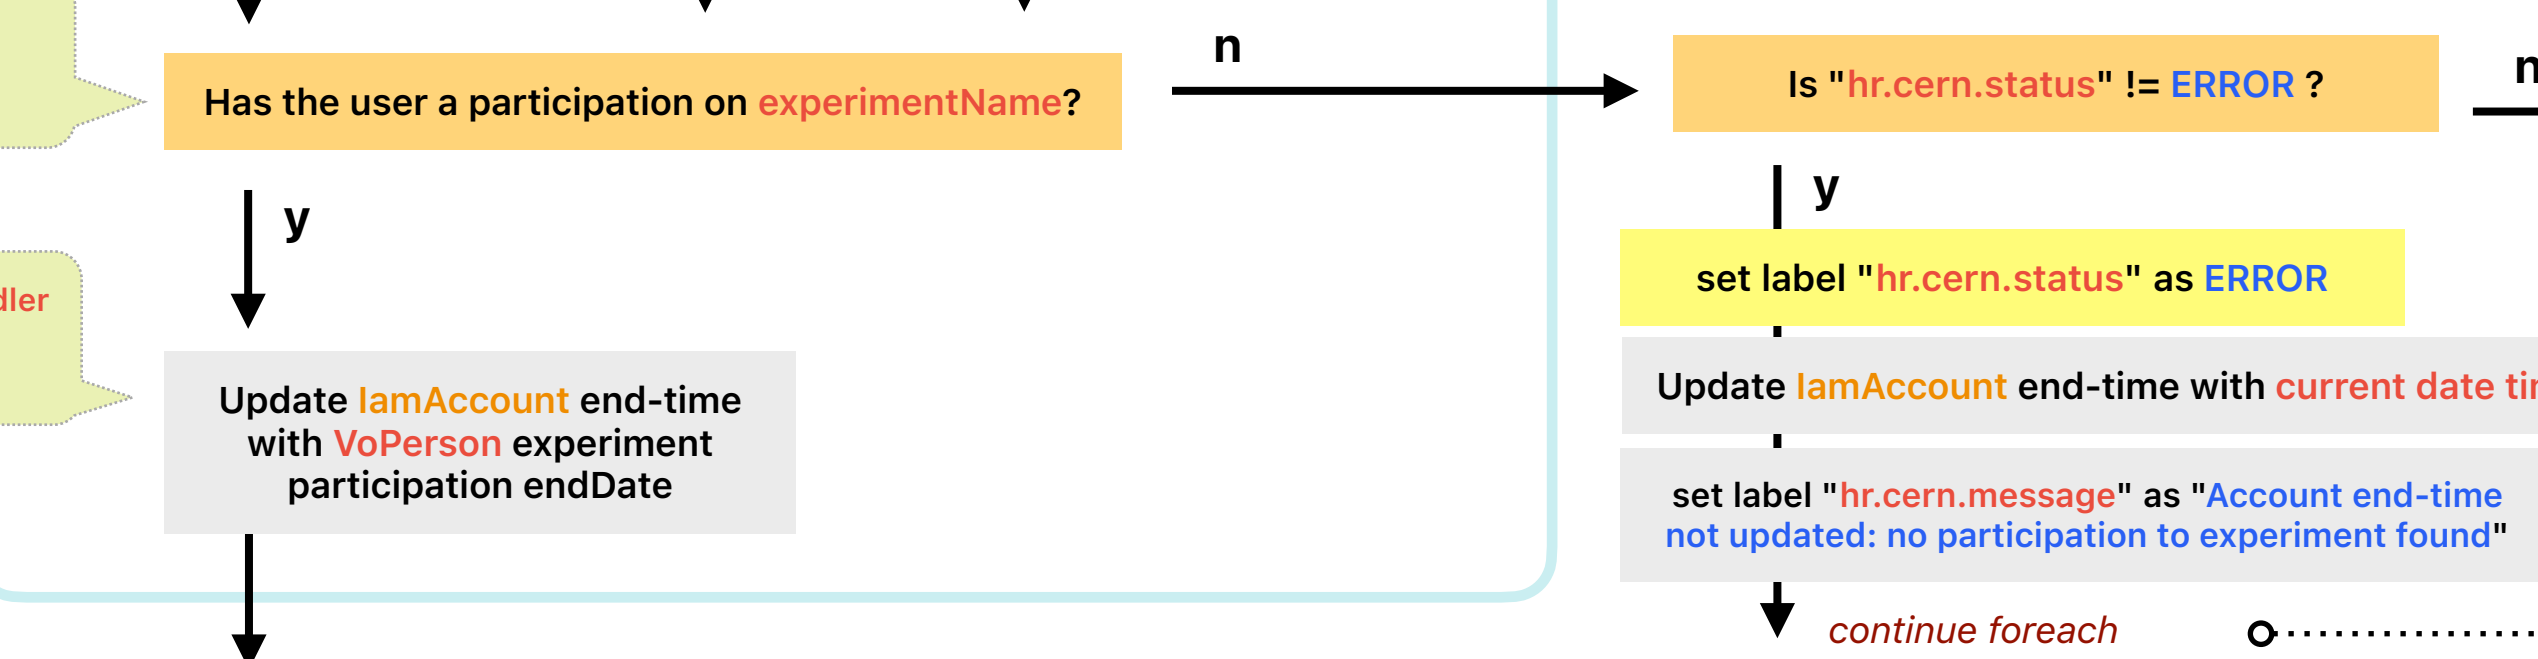 n
Has the user a participation on experimentName?
Is "hr.cern.status" != ERROR ?
n
y
y
set label "hr.cern.status" as ERROR
Update IamAccount end-time
with VoPerson experiment
participation endDate
Update IamAccount end-time with current date
set label "hr.cern.message" as "Account end-time
not updated: no participation to experiment found"
continue foreach